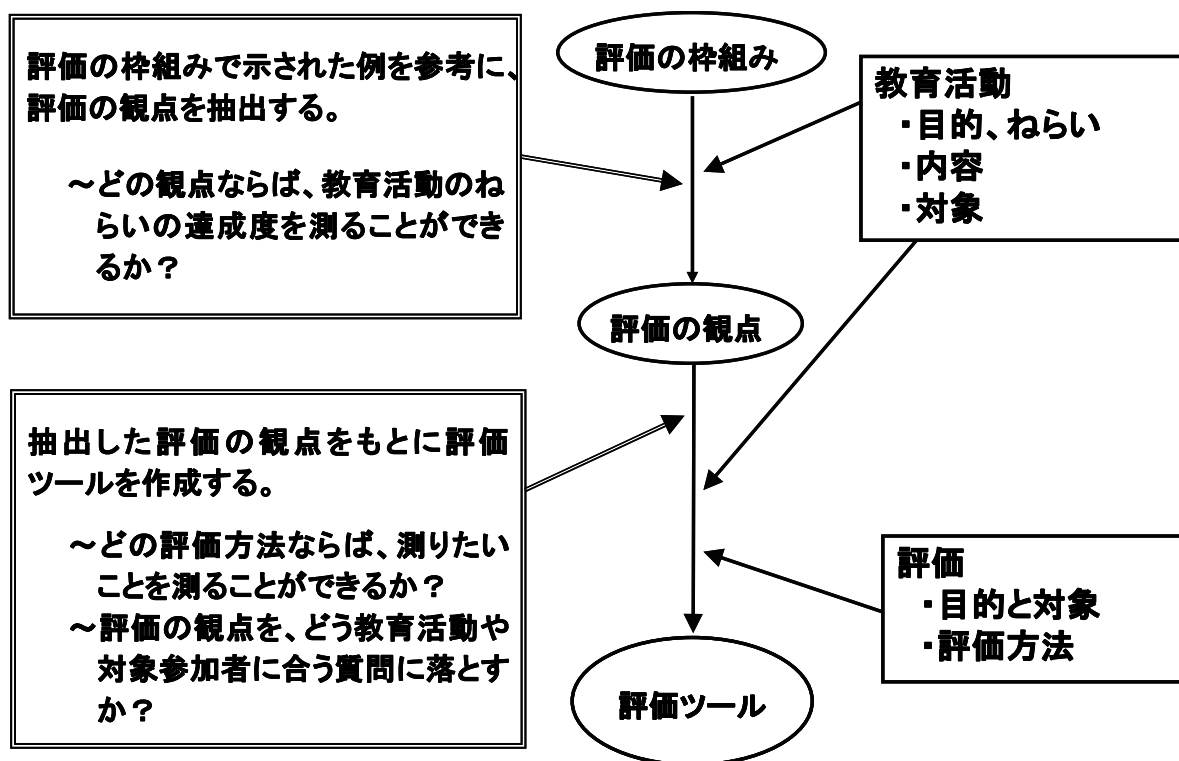 評価の枠組み
評価の枠組みで示された例を参考に、
評価の観点を抽出する。
～どの観点ならば、教育活動のね
らいの達成度を測ることができ
るか？
教育活動
・目的、ねらい
・内容
・対象
評価の観点
抽出した評価の観点をもとに評価
ツールを作成する。
～どの評価方法ならば、測りたい
ことを測ることができるか？
～評価の観点を、どう教育活動や
対象参加者に合う質問に落とす
か？
評価
・目的と対象
・評価方法
評価ツール